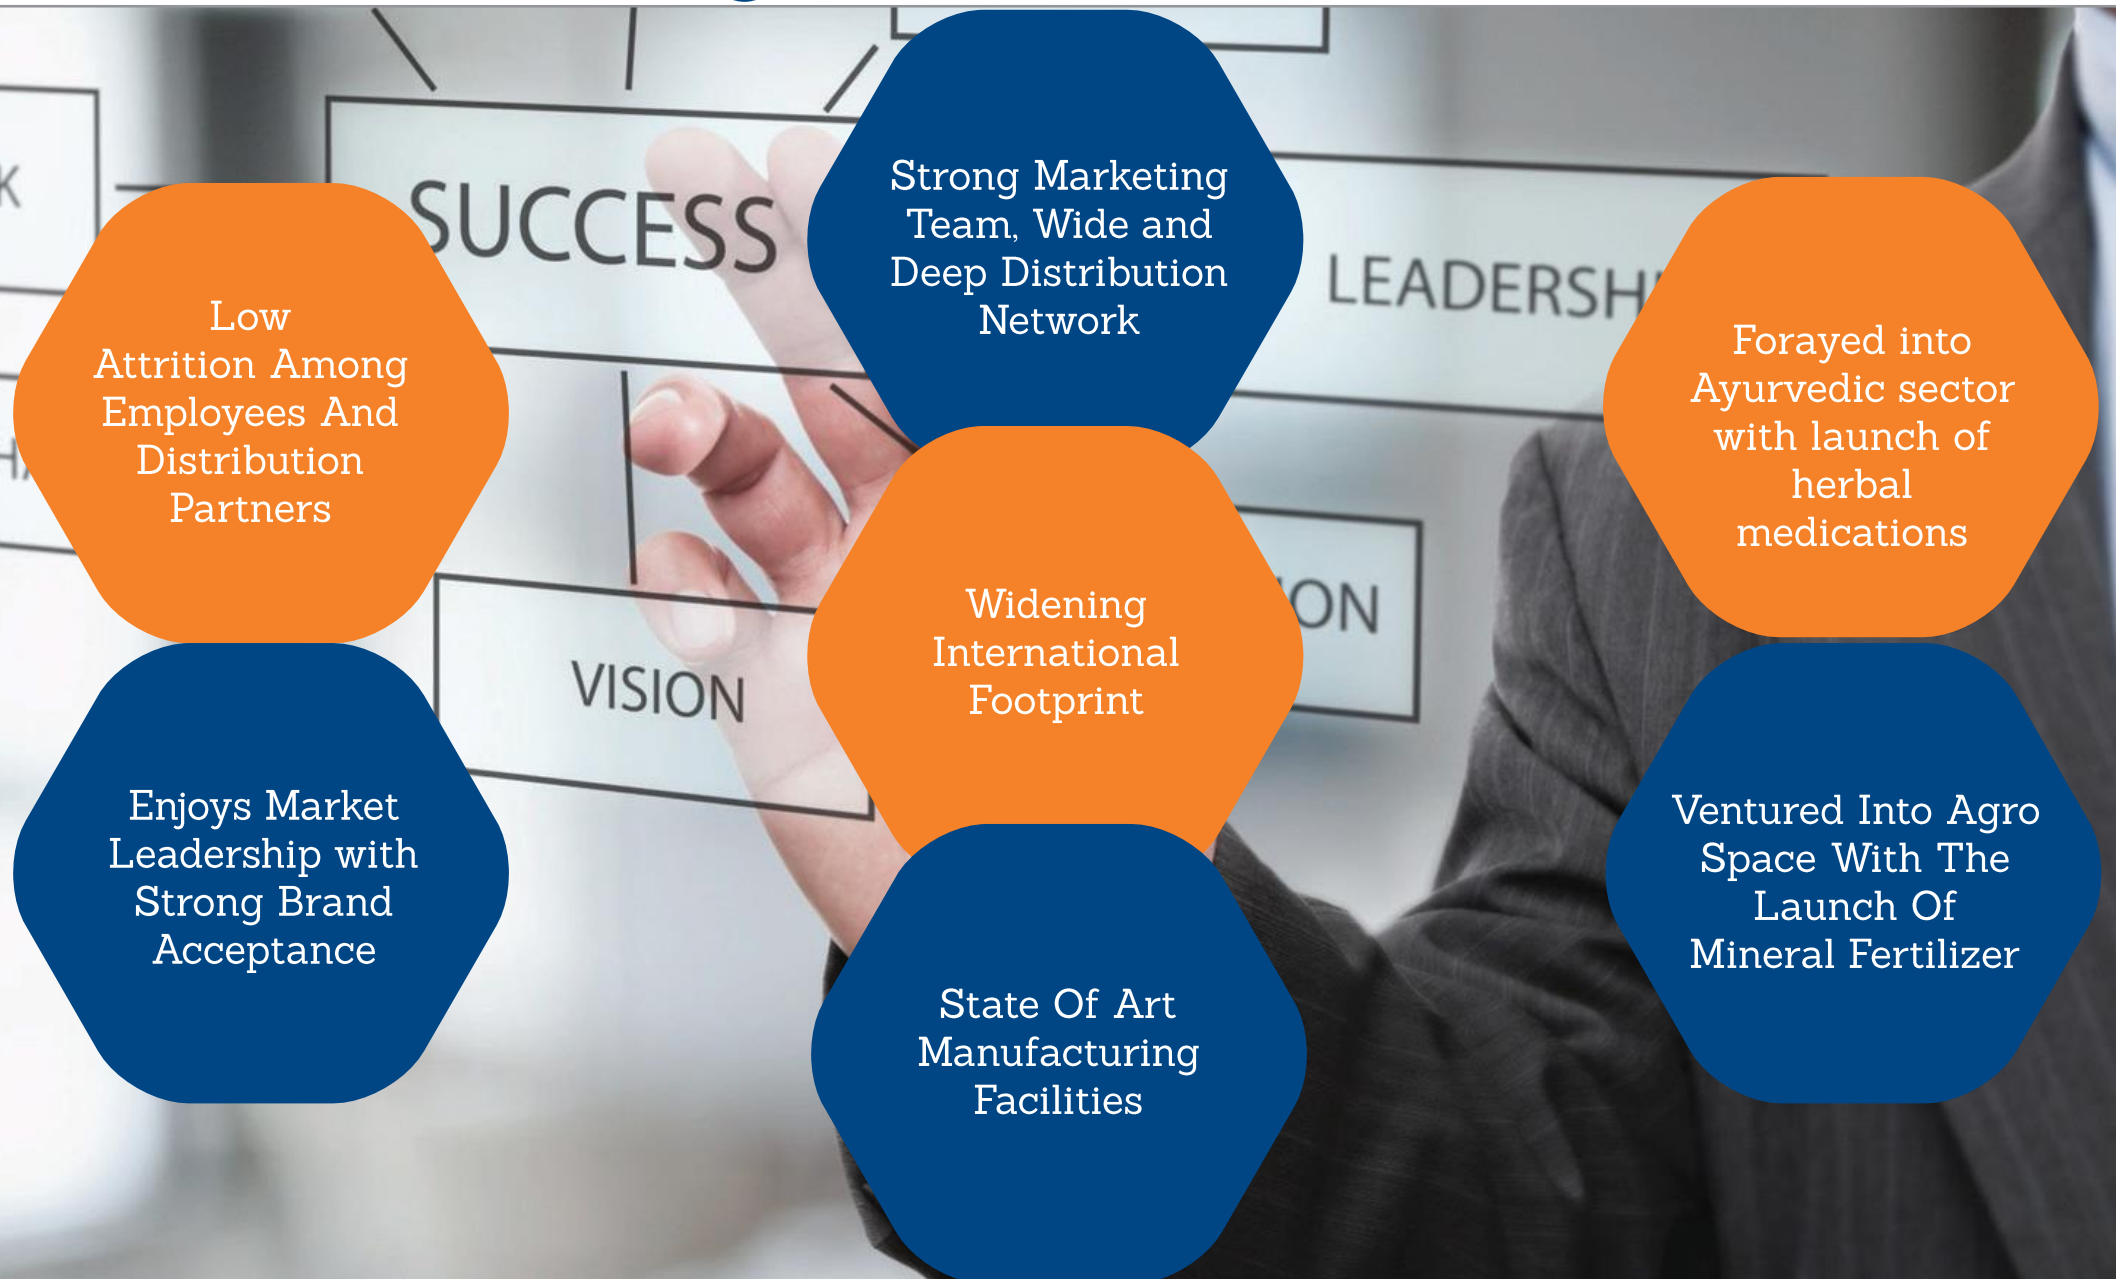 SUCCESS
VISION
Low
Attrition Among
Employees And
Distribution
Partners
Enjoys Market
Leadership with
Strong Brand
Acceptance
Strong Marketing
Team, Wide and
Deep Distribution
Network
Widening
International
Footprint
State Of Art
Manufacturing
Facilities
Forayed into
Ayurvedic sector
with launch of
herbal
medications
Ventured Into Agro
Space With The
Launch Of
Mineral Fertilizer